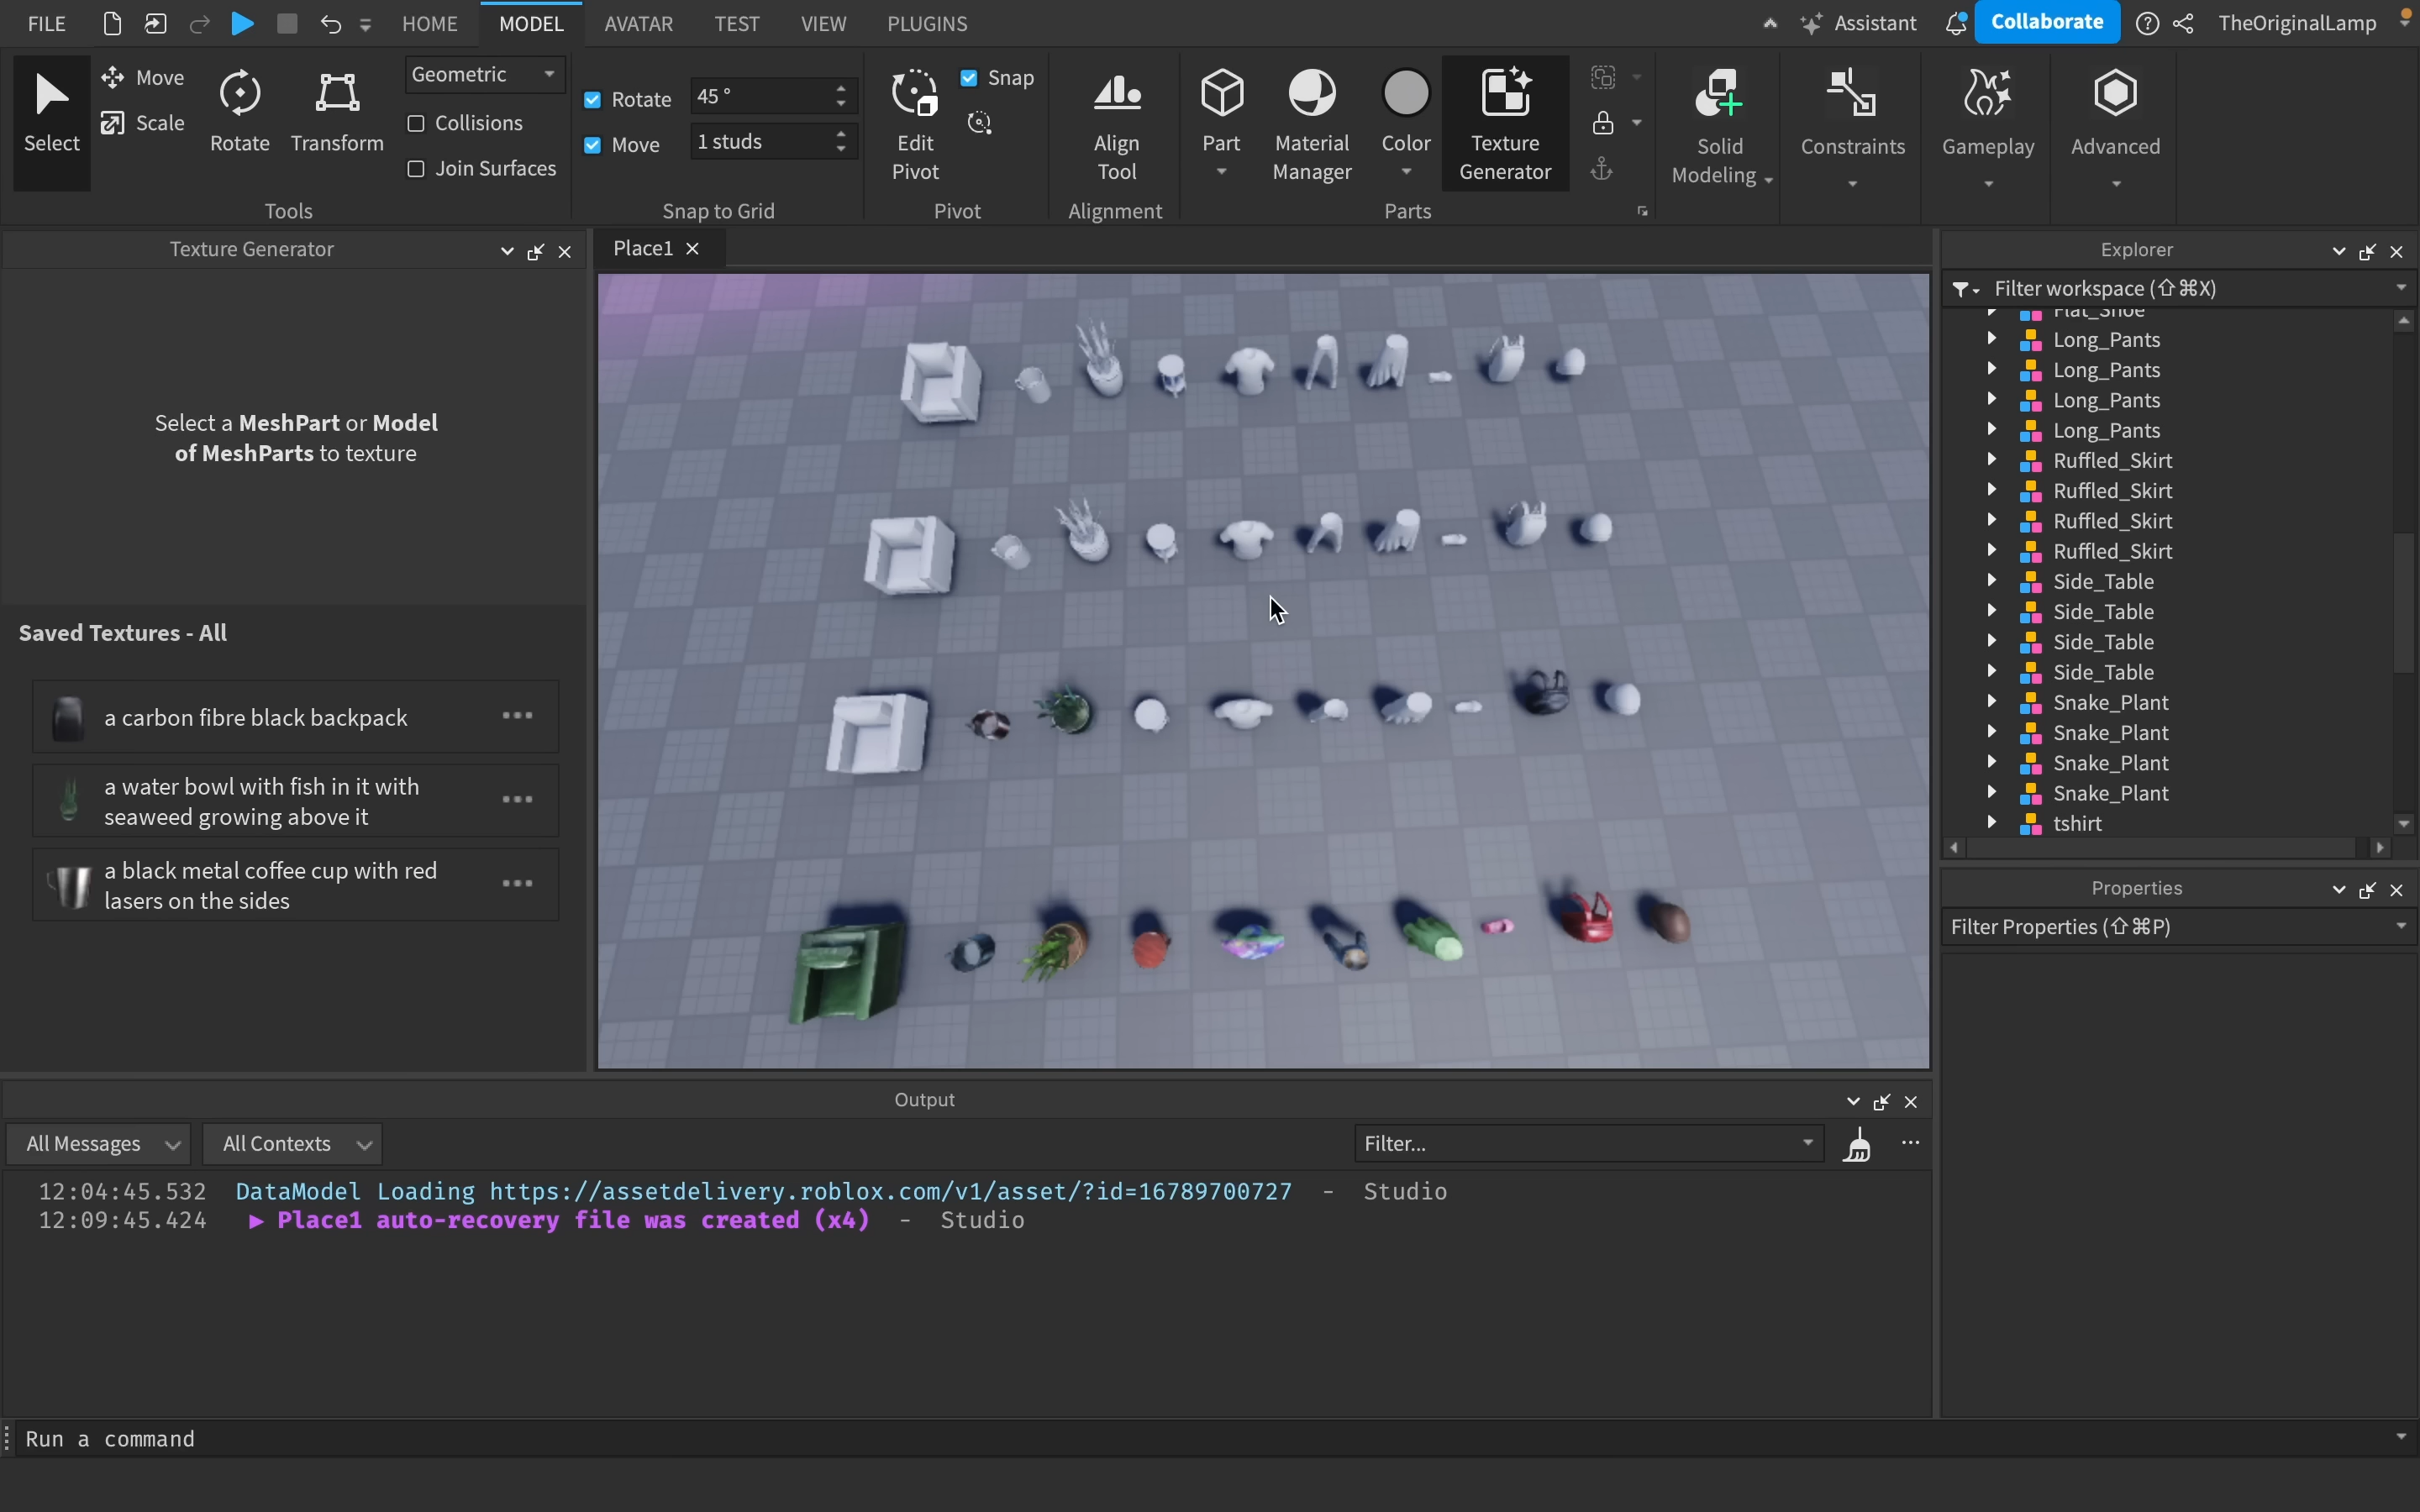 FILE HOME MODEL AVATAR TEST VIEW PLUGINS Assistant Collaborate TheOriginalLamp
Select
Move
Scale
Rotate
Transform
Geometric
Collisions
Join Surfaces
Tools
Rotate 45 °
Move 1 studs
Snap to Grid
Edit
Pivot
Snap
Pivot
Align
Tool
Alignment
Part
Material
Manager
Color
Texture
Generator
Parts
Solid
Modeling
Constraints
Gameplay
Advanced
Texture Generator
Select a MeshPart or Model
of MeshParts to texture
Saved Textures - All
a carbon fibre black backpack
a water bowl with fish in it with
seaweed growing above it
a black metal coffee cup with red
lasers on the sides
Place1
Explorer
Filter workspace (⇧⌘X)
Flat_Shoe
Long_Pants
Long_Pants
Long_Pants
Long_Pants
Ruffled_Skirt
Ruffled_Skirt
Ruffled_Skirt
Ruffled_Skirt
Side_Table
Side_Table
Side_Table
Side_Table
Snake_Plant
Snake_Plant
Snake_Plant
Snake_Plant
tshirt
Properties
Filter Properties (⇧⌘P)
Output
All Messages All Contexts Filter...
12:04:45.532 DataModel Loading https://assetdelivery.roblox.com/v1/asset/?id=16789700727 - Studio
12:09:45.424 ▶ Place1 auto-recovery file was created (x4) - Studio
Run a command